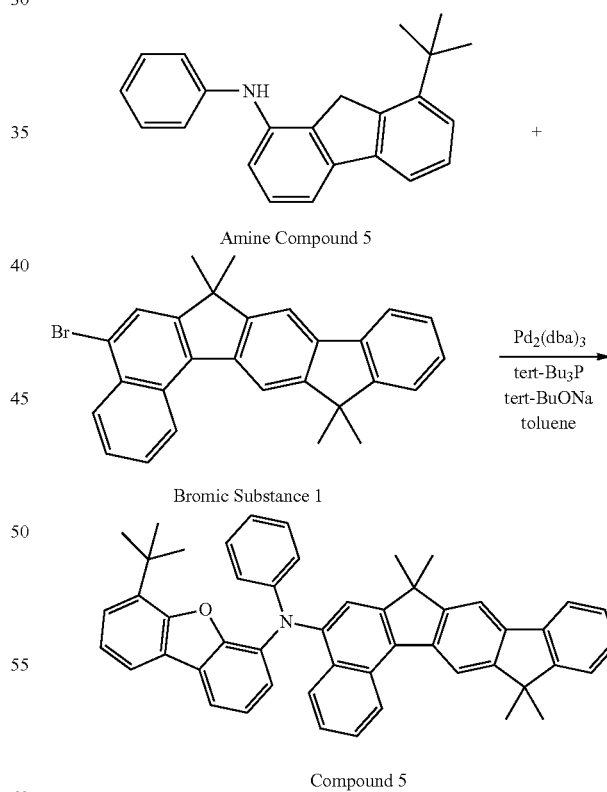 NH
35
+
Amine Compound 5
40
Br
Pd2(dba)3
tert-Bu3P
45
tert-BuONa
toluene
Bromic Substance 1
50
O
N
55
Compound 5